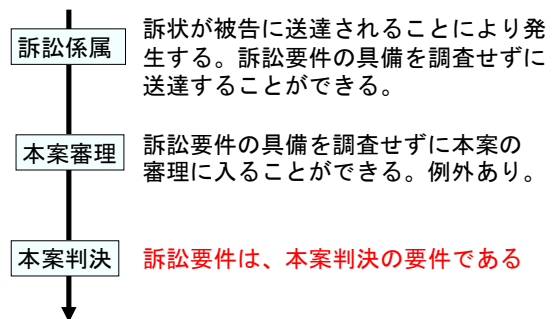 訴訟係属
訴状が被告に送達されることにより発
生する。訴訟要件の具備を調査せずに
送達することができる。
本案審理
訴訟要件の具備を調査せずに本案の
審理に入ることができる。例外あり。
本案判決
訴訟要件は、本案判決の要件である